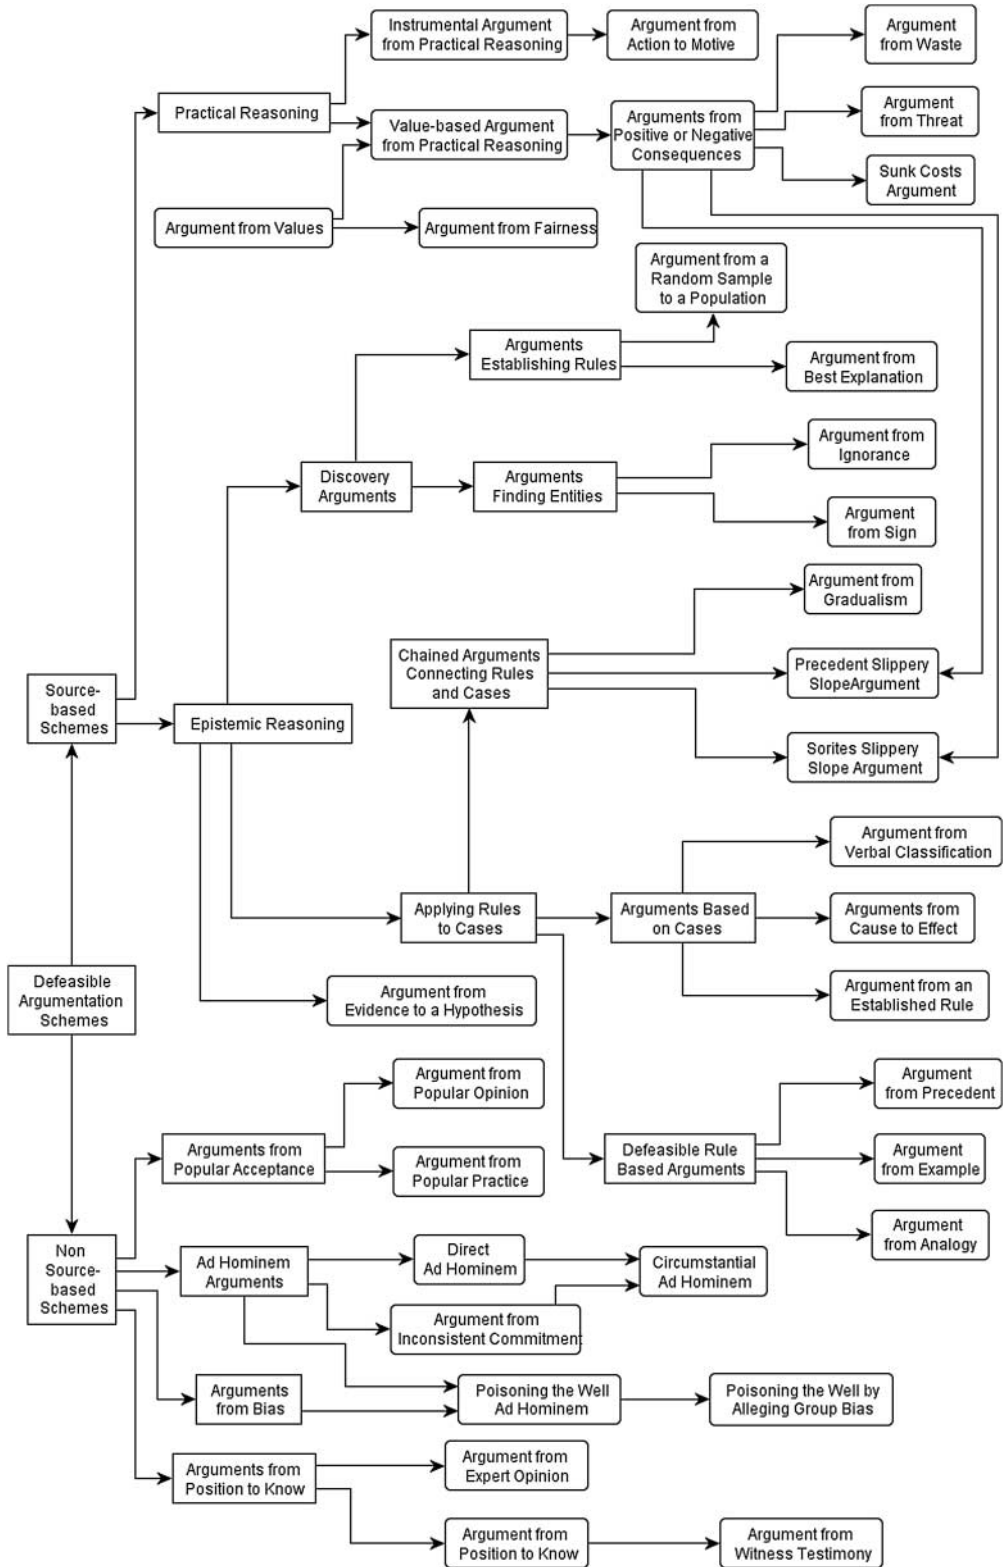 Instrumental Argument
from Practical Reasoning
Argument from
Action to Motive
Argument
from Waste
Practical Reasoning
Value-based Argument
from Practical Reasoning
Arguments from
Positive or Negative
Consequences
Argument
from Threat
Sunk Costs
Argument
Argument from Values
Argument from Fairness
Argument from a
Random Sample
to a Population
Arguments
Establishing Rules
Argument from
Best Explanation
Discovery
Arguments
Arguments
Finding Entities
Argument from
Ignorance
Argument
from Sign
Argument from
Gradualism
Chained Arguments
Connecting Rules
and Cases
Precedent Slippery
SlopeArgument
Source-
based
Schemes
Epistemic Reasoning
Sorites Slippery
Slope Argument
Argument from
Verbal Classification
Applying Rules
to Cases
Arguments Based
on Cases
Arguments from
Cause to Effect
Defeasible
Argumentation
Schemes
Argument from
Evidence to a Hypothesis
Argument from an
Established Rule
Argument from
Popular Opinion
Argument
from Precedent
Arguments from
Popular Acceptance
Argument from
Popular Practice
Defeasible Rule
Based Arguments
Argument
from Example
Argument
from Analogy
Non
Source-
based
Schemes
Ad Hominem
Arguments
Direct
Ad Hominem
Circumstantial
Ad Hominem
Argument from
Inconsistent Commitment
Arguments
from Bias
Poisoning the Well
Ad Hominem
Poisoning the Well by
Alleging Group Bias
Arguments from
Position to Know
Argument from
Expert Opinion
Argument from
Position to Know
Argument from
Witness Testimony